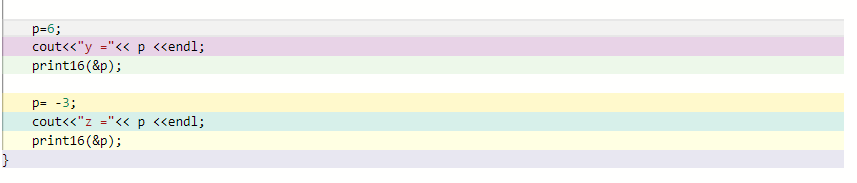 p=6;
cout<<"y ="<< p <<endl;
print16(&p);
p= -3;
cout<<"z ="<< p <<endl;
print16(&p);
}